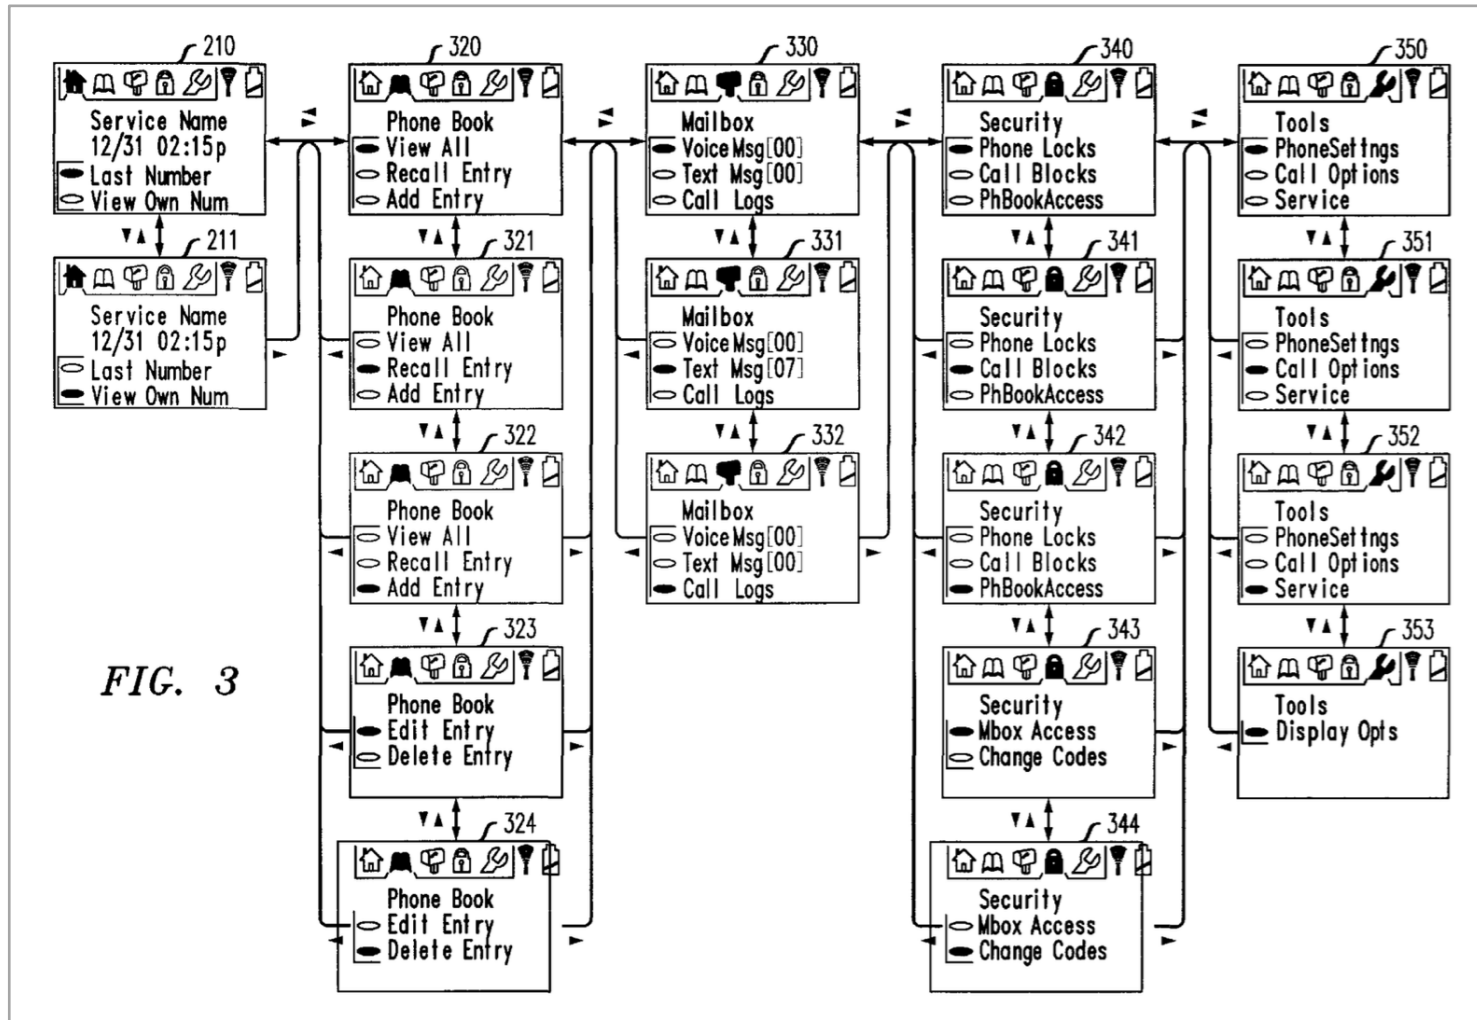 210
Service Name
12/31 02:15p
Last Number
View Own Num
211
Service Name
12/31 02:15p
Last Number
View Own Num
320
Phone Book
View All
Recall Entry
Add Entry
321
Phone Book
View All
Recall Entry
Add Entry
322
Phone Book
View All
Recall Entry
Add Entry
323
Phone Book
Edit Entry
Delete Entry
324
Phone Book
Edit Entry
Delete Entry
330
Mailbox
VoiceMsg[00]
Text Msg[00]
Call Logs
331
Mailbox
VoiceMsg[00]
Text Msg[07]
Call Logs
332
Mailbox
VoiceMsg[00]
Text Msg[00]
Call Logs
340
Security
Phone Locks
Call Blocks
PhBookAccess
341
Security
Phone Locks
Call Blocks
PhBookAccess
342
Security
Phone Locks
Call Blocks
PhBookAccess
343
Security
Mbox Access
Change Codes
344
Security
Mbox Access
Change Codes
350
Tools
PhoneSettngs
Call Options
Service
351
Tools
PhoneSettngs
Call Options
Service
352
Tools
PhoneSettngs
Call Options
Service
353
Tools
Display Opts
FIG. 3